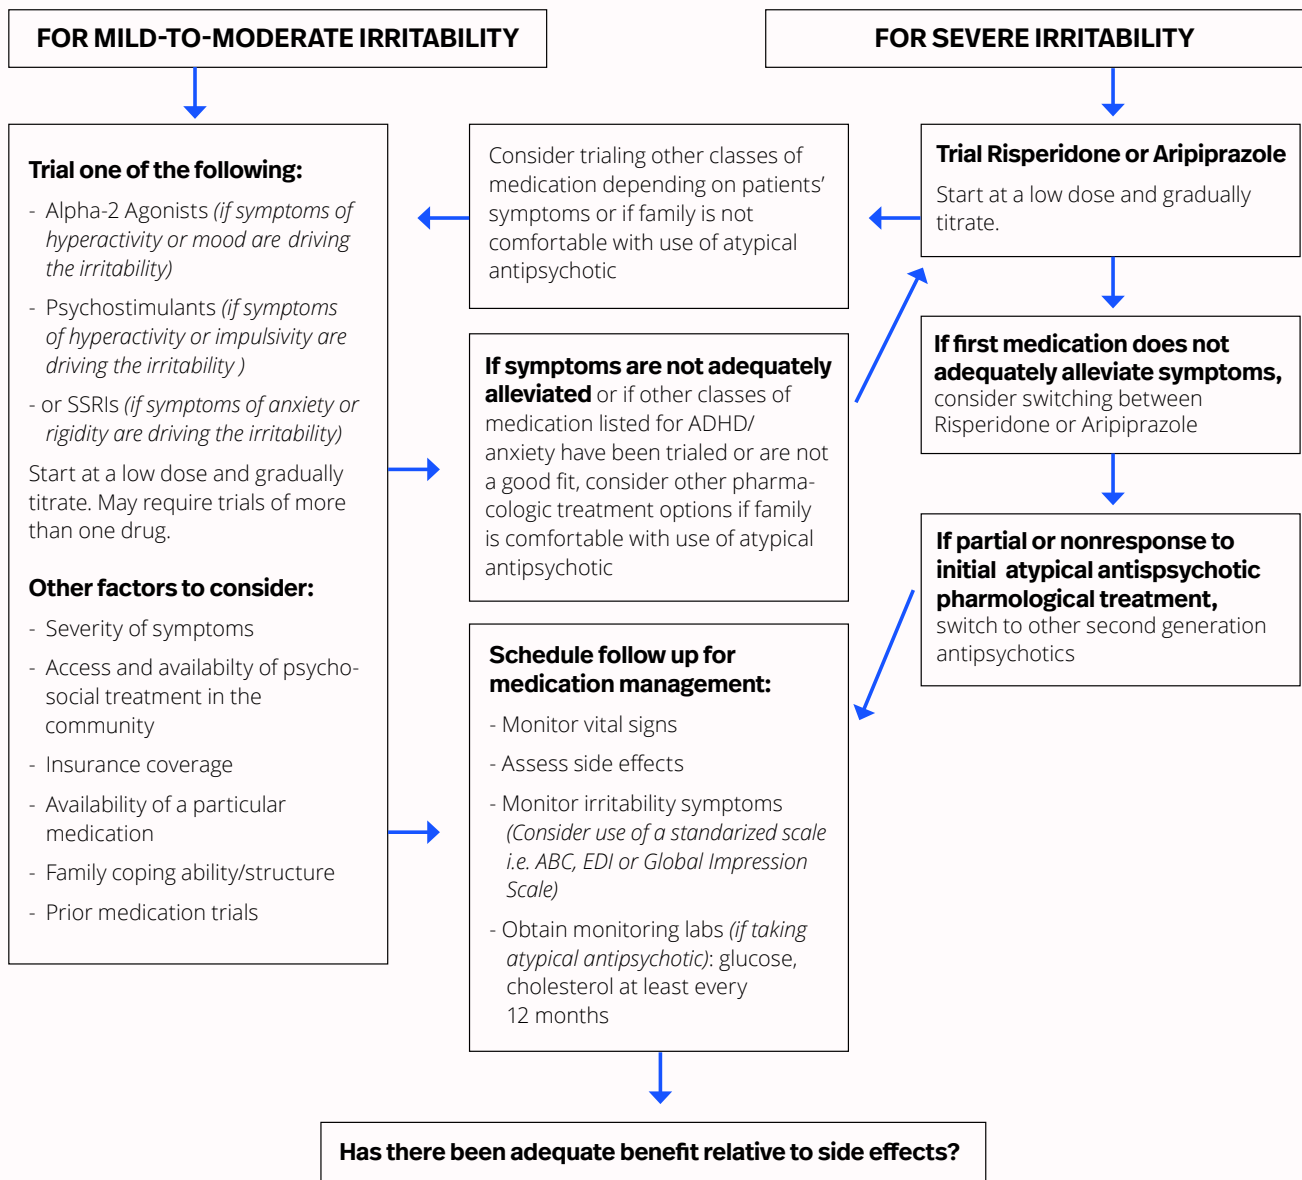 FOR MILD-TO-MODERATE IRRITABILITY
FOR SEVERE IRRITABILITY
Trial one of the following:
- Alpha-2 Agonists (if symptoms of
hyperactivity or mood are driving
the irritability)
- Psychostimulants (if symptoms
of hyperactivity or impulsivity are
driving the irritability )
- or SSRIs (if symptoms of anxiety or
rigidity are driving the irritability)
Start at a low dose and gradually
titrate. May require trials of more
than one drug.
Other factors to consider:
- Severity of symptoms
- Access and availabilty of psycho-
social treatment in the
community
- Insurance coverage
- Availability of a particular
medication
- Family coping ability/structure
- Prior medication trials
Consider trialing other classes of
medication depending on patients’
symptoms or if family is not
comfortable with use of atypical
antipsychotic
If symptoms are not adequately
alleviated or if other classes of
medication listed for ADHD/
anxiety have been trialed or are not
a good fit, consider other pharma-
cologic treatment options if family
is comfortable with use of atypical
antipsychotic
Schedule follow up for
medication management:
- Monitor vital signs
- Assess side effects
- Monitor irritability symptoms
(Consider use of a standarized scale
i.e. ABC, EDI or Global Impression
Scale)
- Obtain monitoring labs (if taking
atypical antipsychotic): glucose,
cholesterol at least every
12 months
Trial Risperidone or Aripiprazole
Start at a low dose and gradually
titrate.
If first medication does not
adequately alleviate symptoms,
consider switching between
Risperidone or Aripiprazole
If partial or nonresponse to
initial atypical antispsychotic
pharmological treatment,
switch to other second generation
antipsychotics
Has there been adequate benefit relative to side effects?